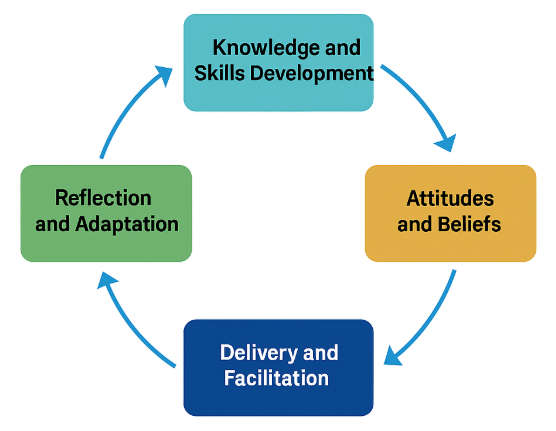 Knowledge and
Skills Development
Attitudes
and Beliefs
Delivery and
Facilitation
Reflection
and Adaptation